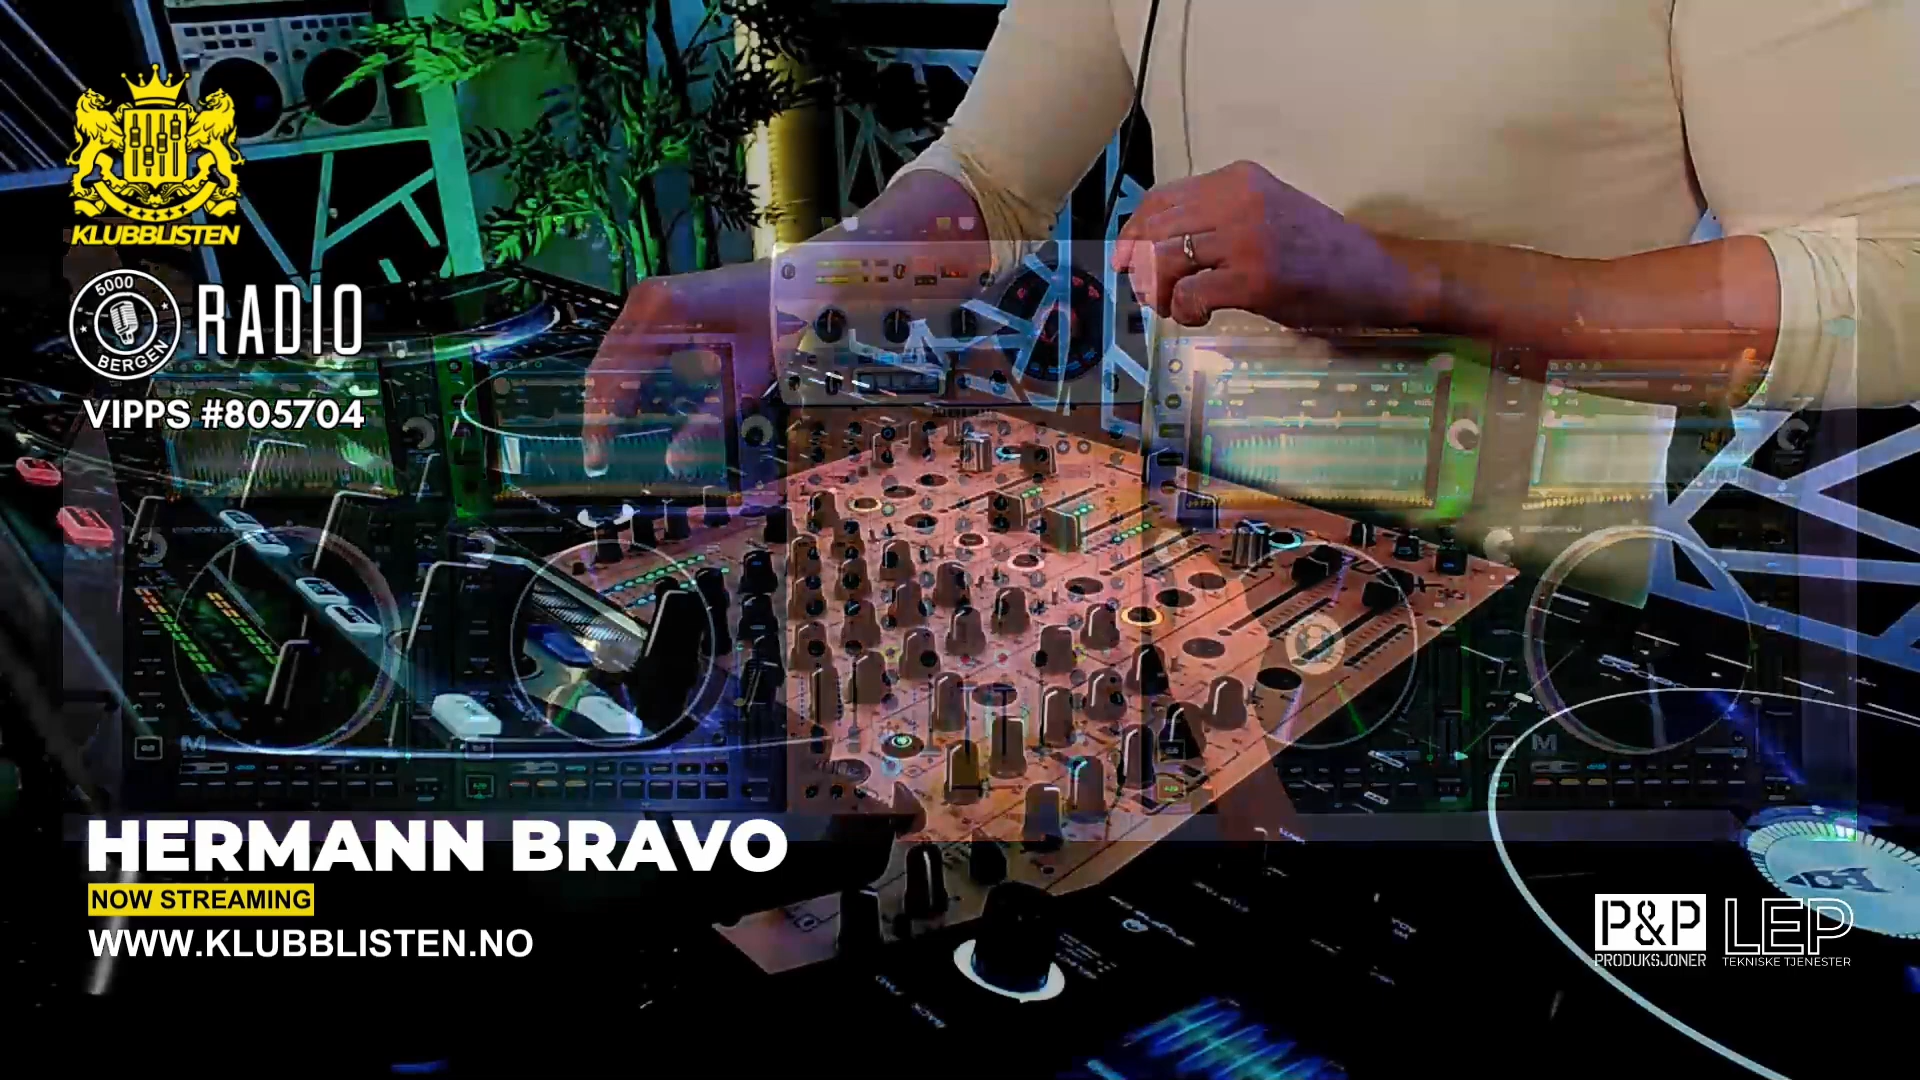 KLUBBLISTEN
5000
BERGEN
RADIO
VIPPS #805704
HERMANN BRAVO
NOW STREAMING
WWW.KLUBBLISTEN.NO
P&P
PRODUKSJONER
LEP
TEKNISKE TJENESTER